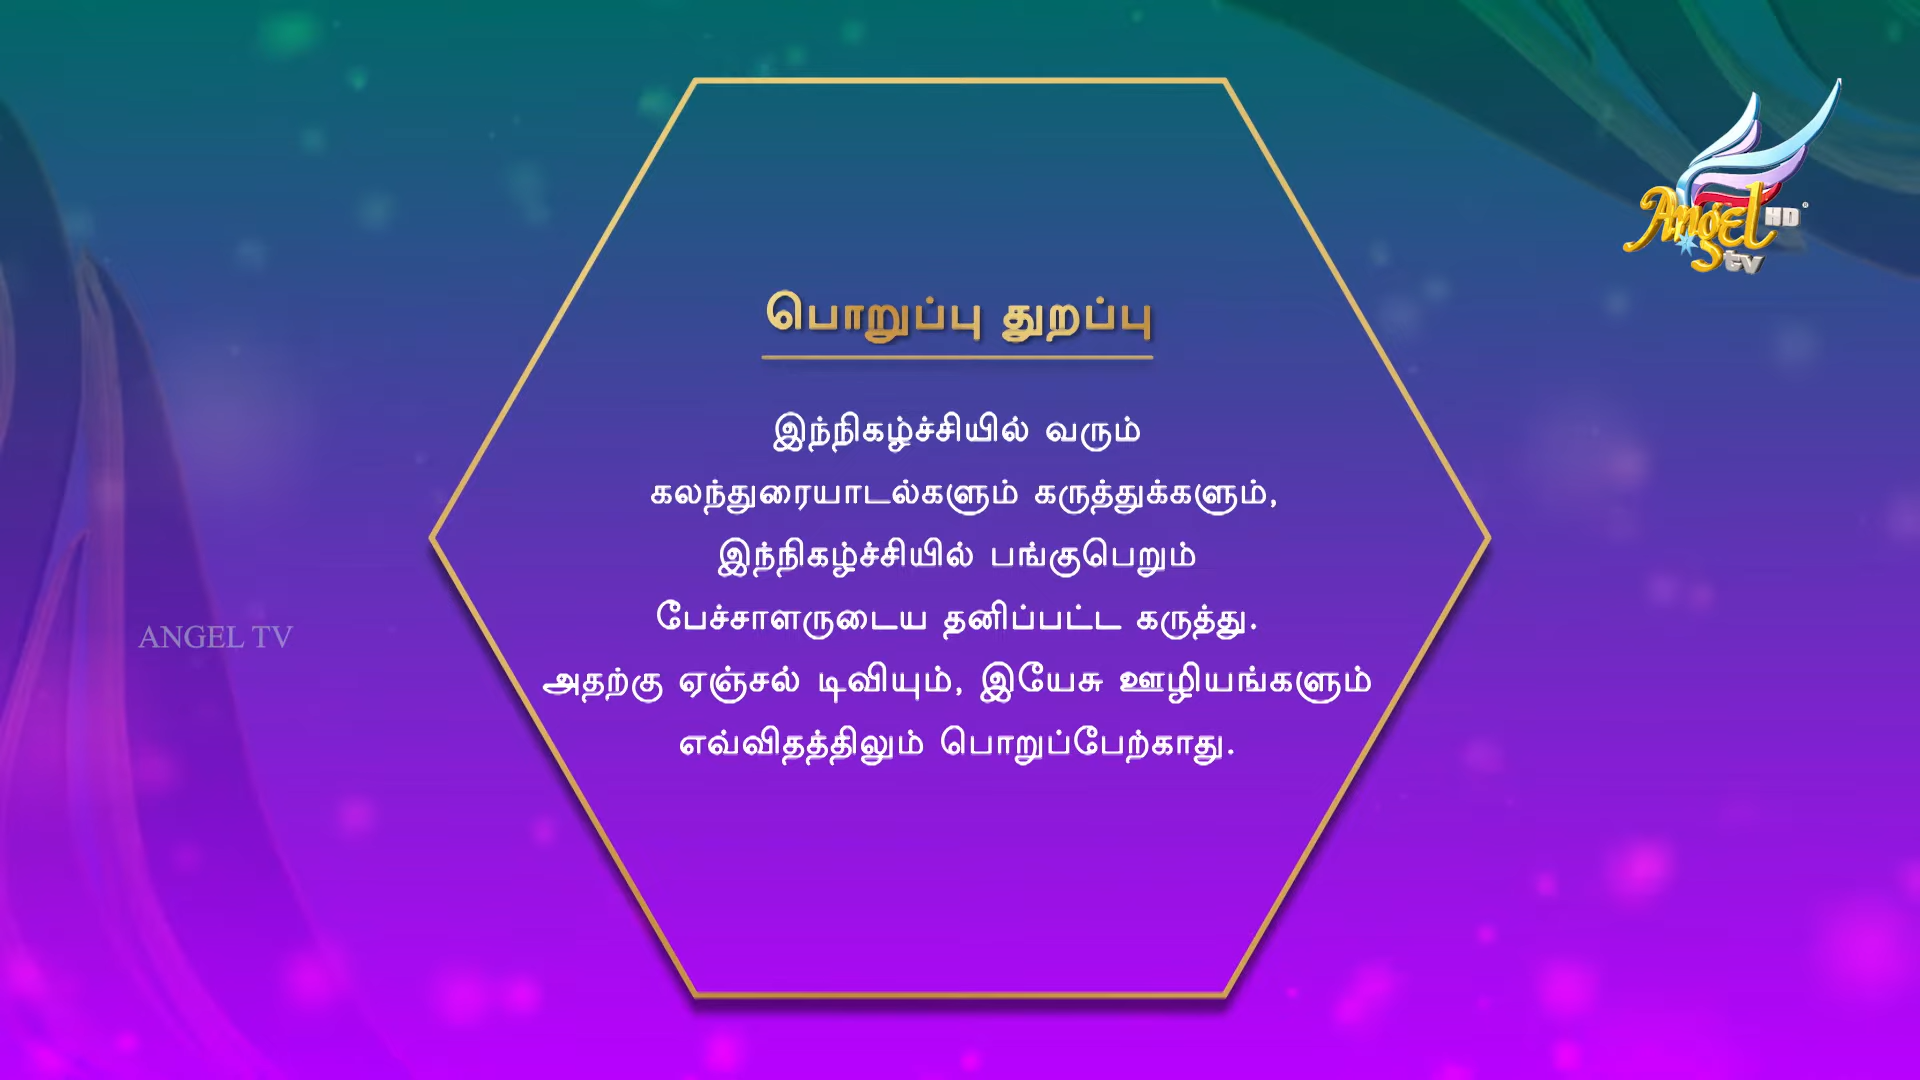 Angel HD
tv
பொறுப்பு துறப்பு
இந்நிகழ்ச்சியில் வரும்
கலந்துரையாடல்களும் கருத்துக்களும்,
இந்நிகழ்ச்சியில் பங்குபெறும்
பேச்சாளருடைய தனிப்பட்ட கருத்து.
ANGEL TV
அதற்கு ஏஞ்சல் டிவியும், இயேசு ஊழியங்களும்
எவ்விதத்திலும் பொறுப்பேற்காது.